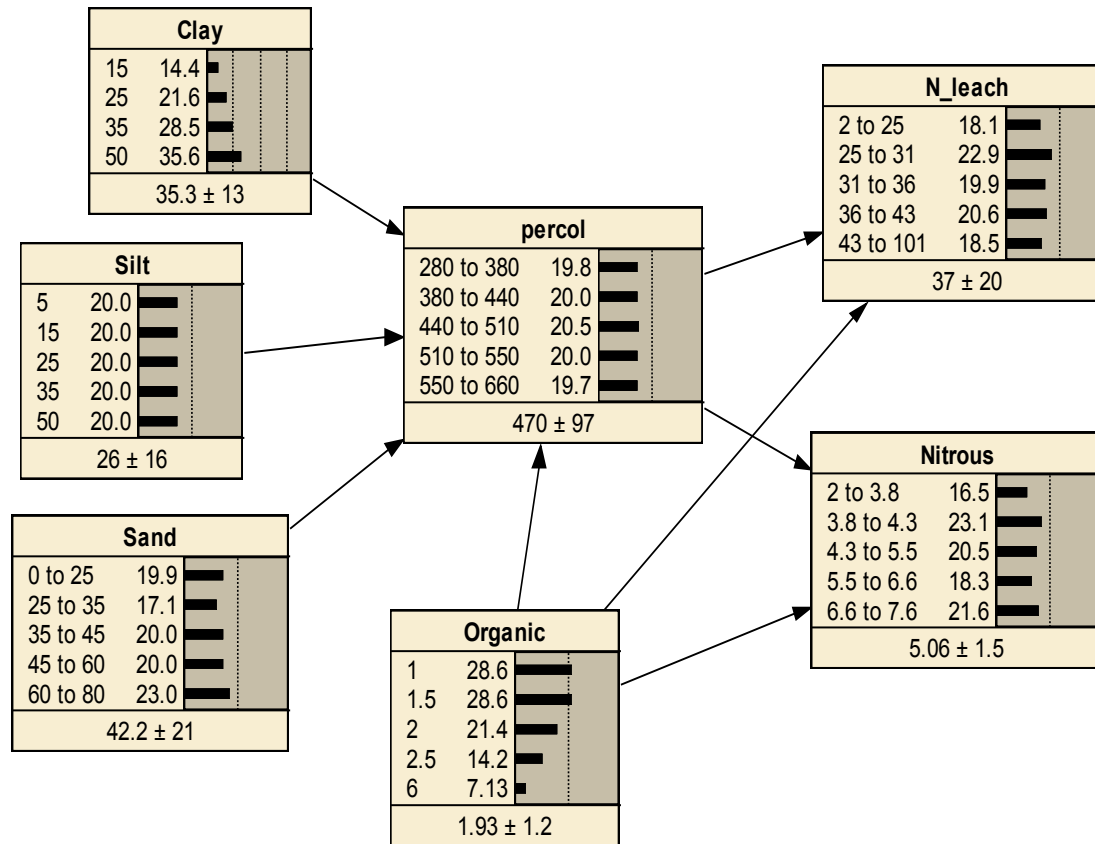 Clay
15 14.4
25 21.6
35 28.5
50 35.6
35.3 ± 13
Silt
5 20.0
15 20.0
25 20.0
35 20.0
50 20.0
26 ± 16
Sand
0 to 25 19.9
25 to 35 17.1
35 to 45 20.0
45 to 60 20.0
60 to 80 23.0
42.2 ± 21
percol
280 to 380 19.8
380 to 440 20.0
440 to 510 20.5
510 to 550 20.0
550 to 660 19.7
470 ± 97
Organic
1 28.6
1.5 28.6
2 21.4
2.5 14.2
6 7.13
1.93 ± 1.2
N_leach
2 to 25 18.1
25 to 31 22.9
31 to 36 19.9
36 to 43 20.6
43 to 101 18.5
37 ± 20
Nitrous
2 to 3.8 16.5
3.8 to 4.3 23.1
4.3 to 5.5 20.5
5.5 to 6.6 18.3
6.6 to 7.6 21.6
5.06 ± 1.5